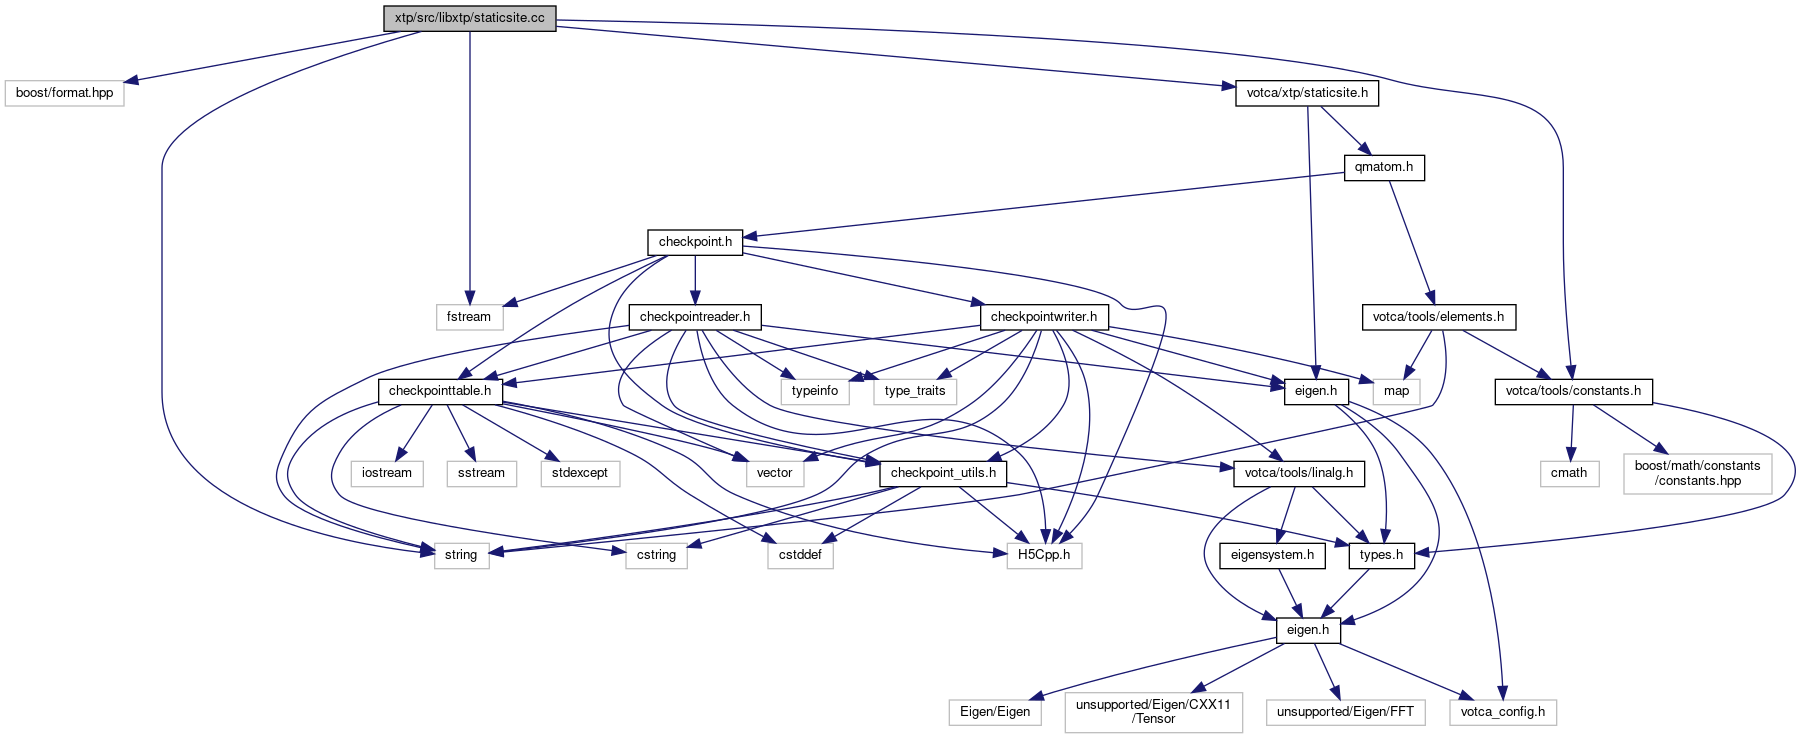 xtp/src/libxtp/staticsite.cc
boost/format.hpp
votca/xtp/staticsite.h
qmatom.h
checkpoint.h
fstream
checkpointreader.h
checkpointwriter.h
votca/tools/elements.h
checkpointtable.h
typeinfo
type_traits
eigen.h
map
votca/tools/constants.h
iostream
sstream
stdexcept
vector
checkpoint_utils.h
votca/tools/linalg.h
cmath
boost/math/constants
/constants.hpp
string
cstring
cstddef
H5Cpp.h
eigensystem.h
types.h
eigen.h
Eigen/Eigen
unsupported/Eigen/CXX11
/Tensor
unsupported/Eigen/FFT
votca_config.h